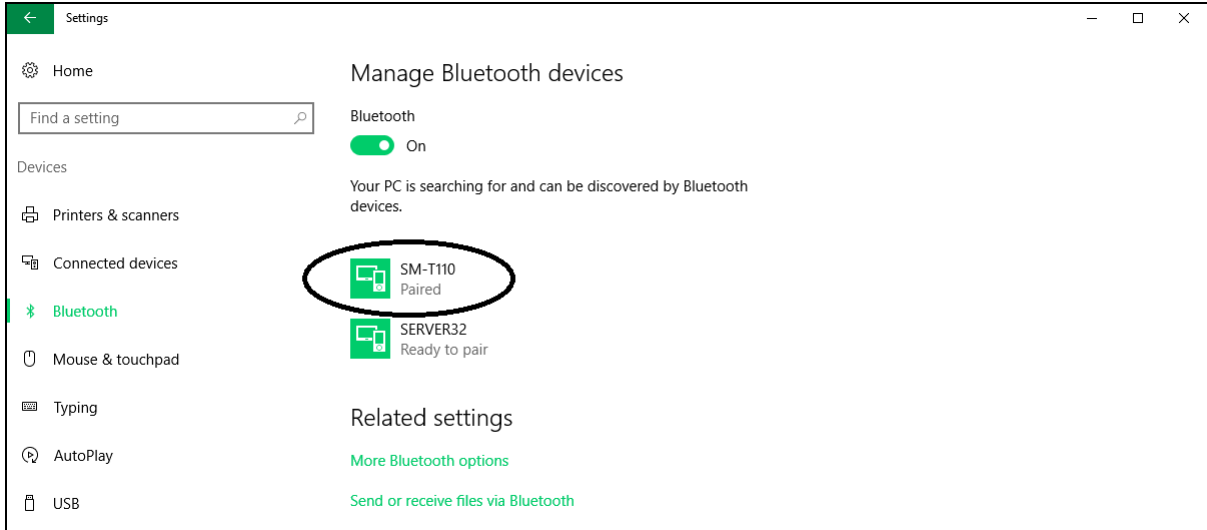 Settings
Home
Find a setting
Devices
Printers & scanners
Connected devices
Bluetooth
Mouse & touchpad
Typing
AutoPlay
USB
Manage Bluetooth devices
Bluetooth
On
Your PC is searching for and can be discovered by Bluetooth
devices.
SM-T110
Paired
SERVER32
Ready to pair
Related settings
More Bluetooth options
Send or receive files via Bluetooth